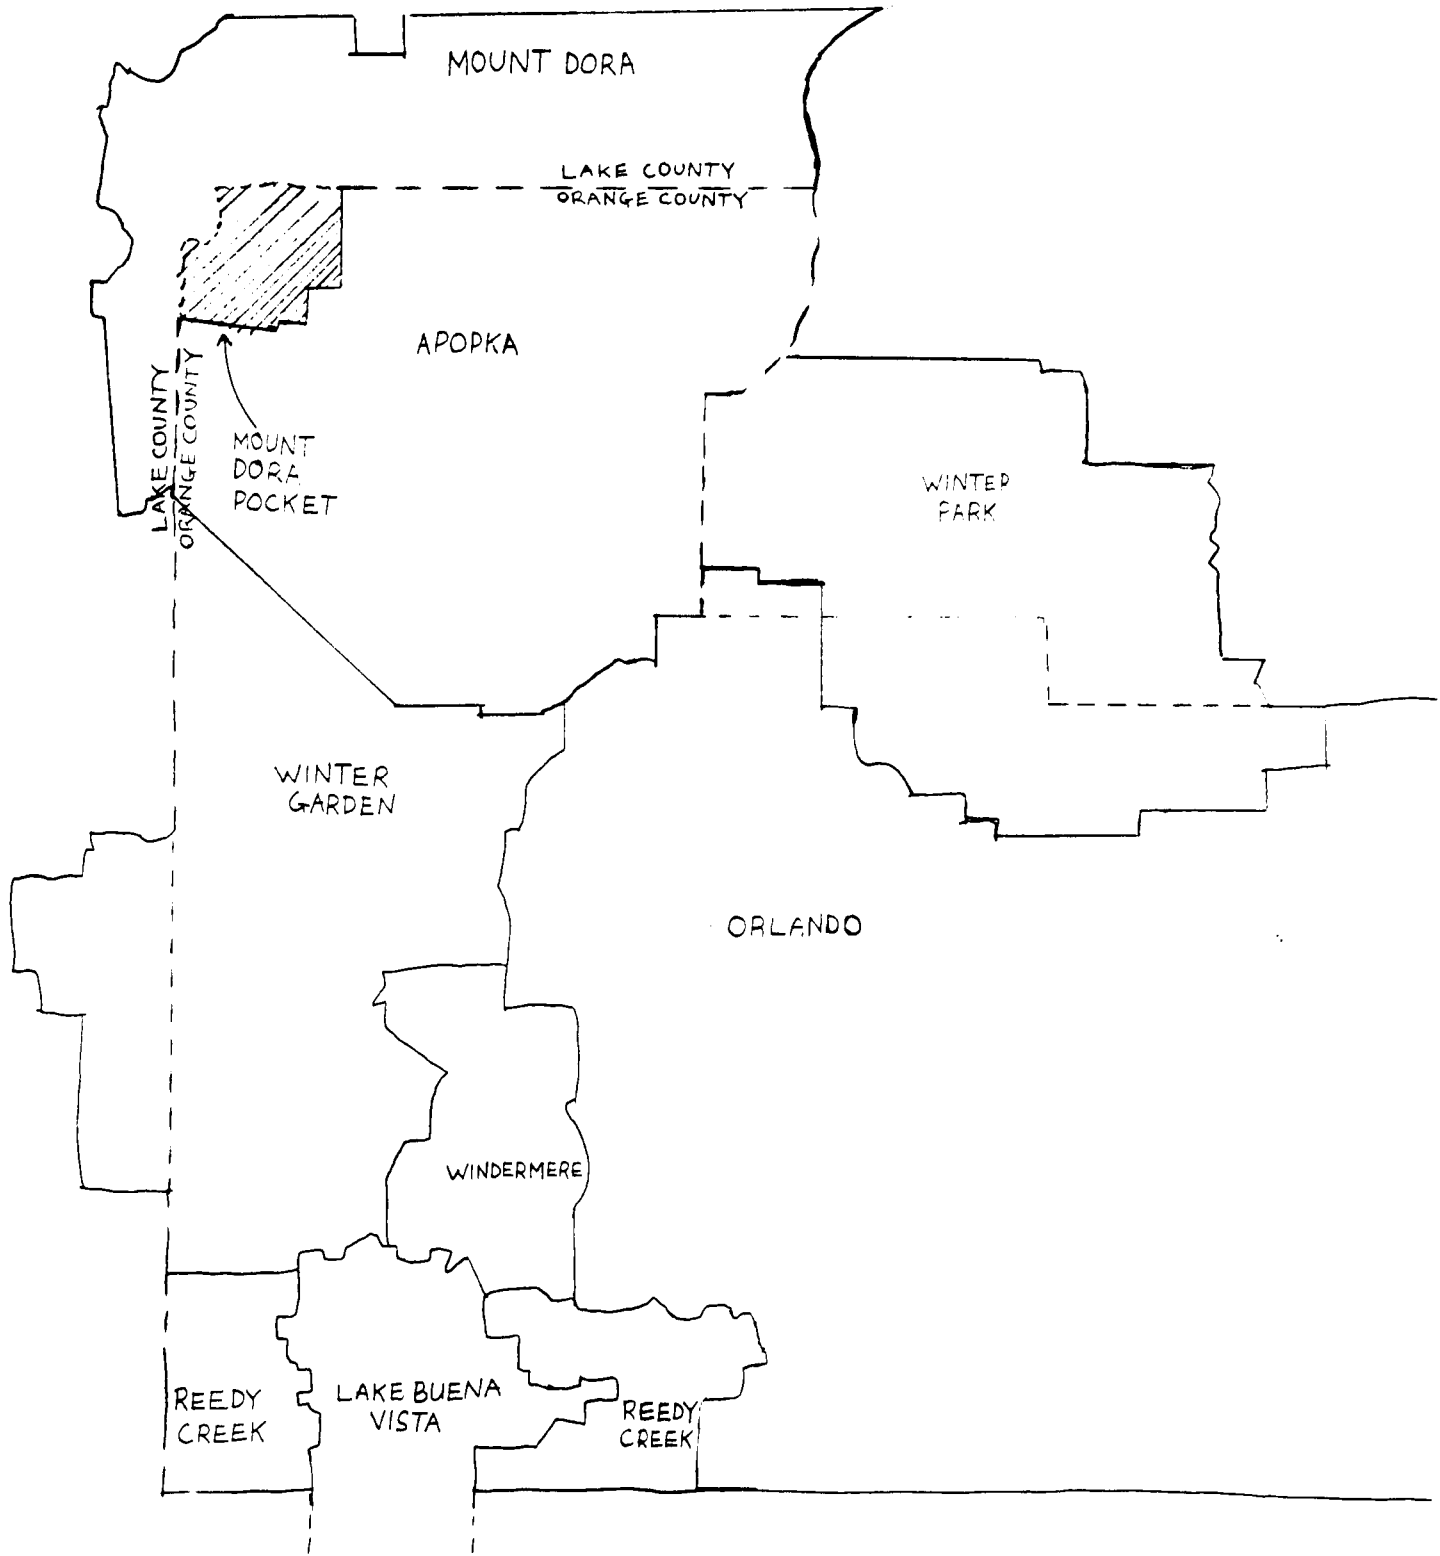 MOUNT DORA
LAKE COUNTY
ORANGE COUNTY
APOPKA
LAKE COUNTY
ORANGE COUNTY
MOUNT
DORA
POCKET
WINTER
PARK
WINTER
GARDEN
ORLANDO
WINDERMERE
REEDY
CREEK
LAKE BUENA
VISTA
REEDY
CREEK